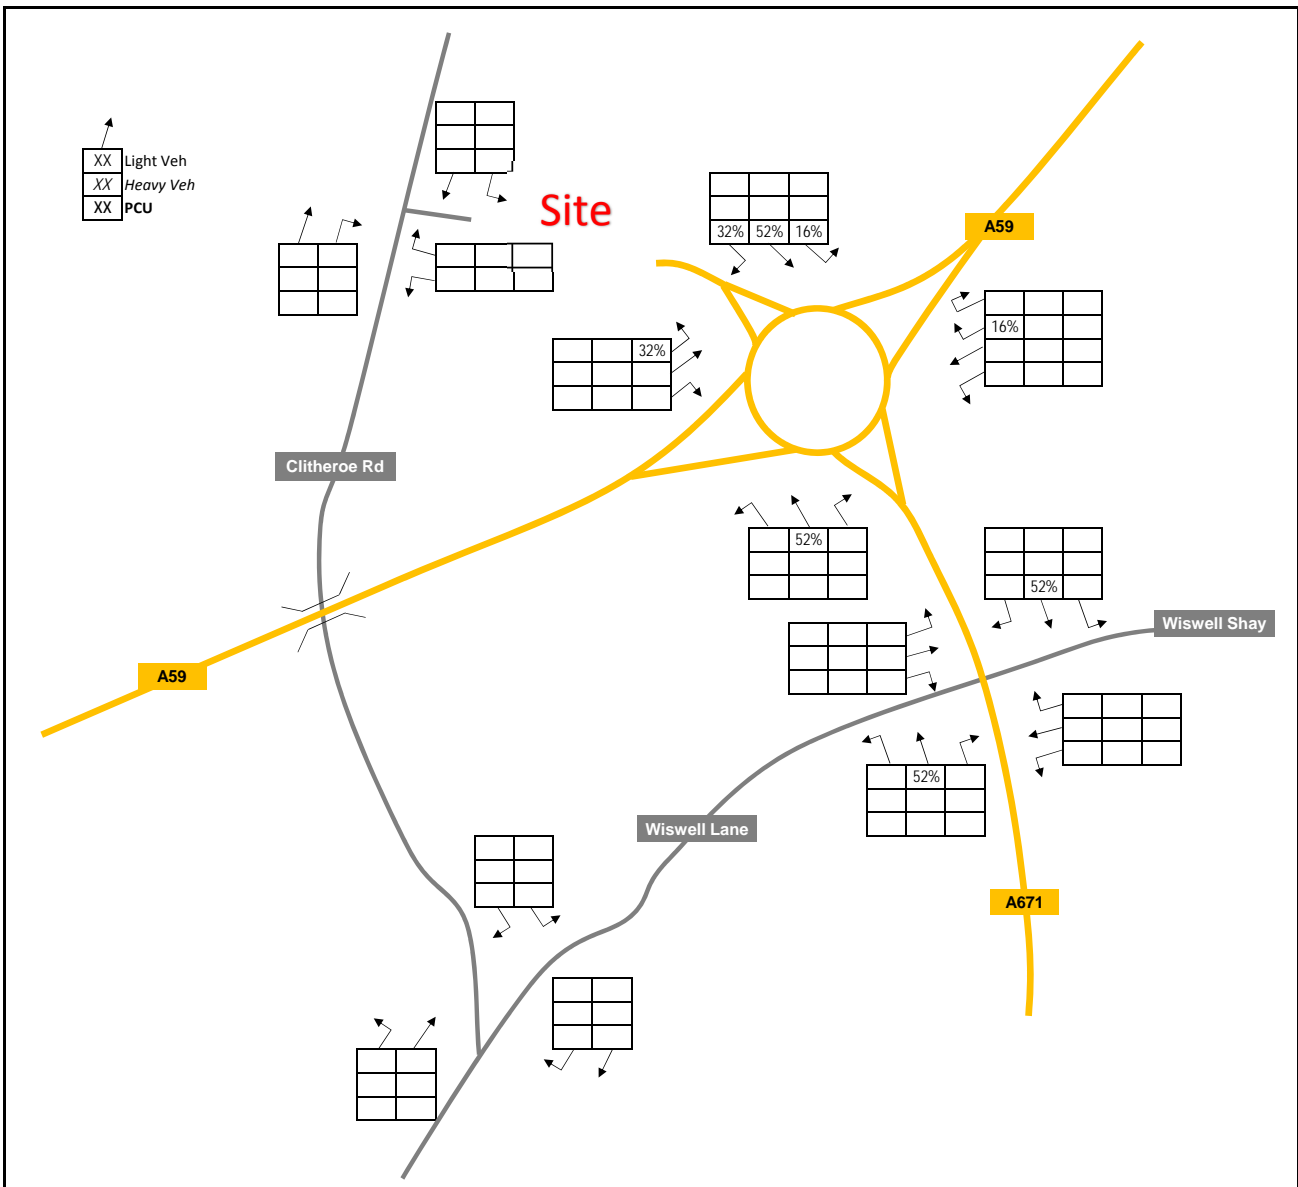 XX Light Veh
XX Heavy Veh
XX PCU
Site
32% 52% 16%
A59
16%
32%
Clitheroe Rd
52%
52%
Wiswell Shay
A59
52%
Wiswell Lane
A671